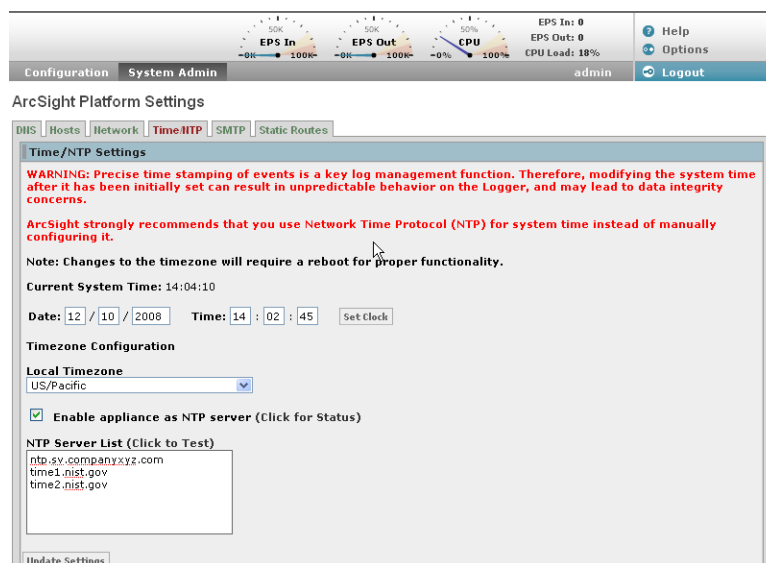 50K 50K 50% EPS In: 0
EPS In EPS Out CPU EPS Out: 0
-0K 100K- -0K 100K- -0% 100% CPU Load: 18%
Help
Options
Configuration System Admin admin Logout
ArcSight Platform Settings
DNS Hosts Network Time/NTP SMTP Static Routes
Time/NTP Settings
WARNING: Precise time stamping of events is a key log management function. Therefore, modifying the system time
after it has been initially set can result in unpredictable behavior on the Logger, and may lead to data integrity
concerns.
ArcSight strongly recommends that you use Network Time Protocol (NTP) for system time instead of manually
configuring it.
Note: Changes to the timezone will require a reboot for proper functionality.
Current System Time: 14:04:10
Date: 12 / 10 / 2008 Time: 14 : 02 : 45 Set Clock
Timezone Configuration
Local Timezone
US/Pacific
Enable appliance as NTP server (Click for Status)
NTP Server List (Click to Test)
ntp.sv.companyxyz.com
time1.nist.gov
time2.nist.gov
Update Settings